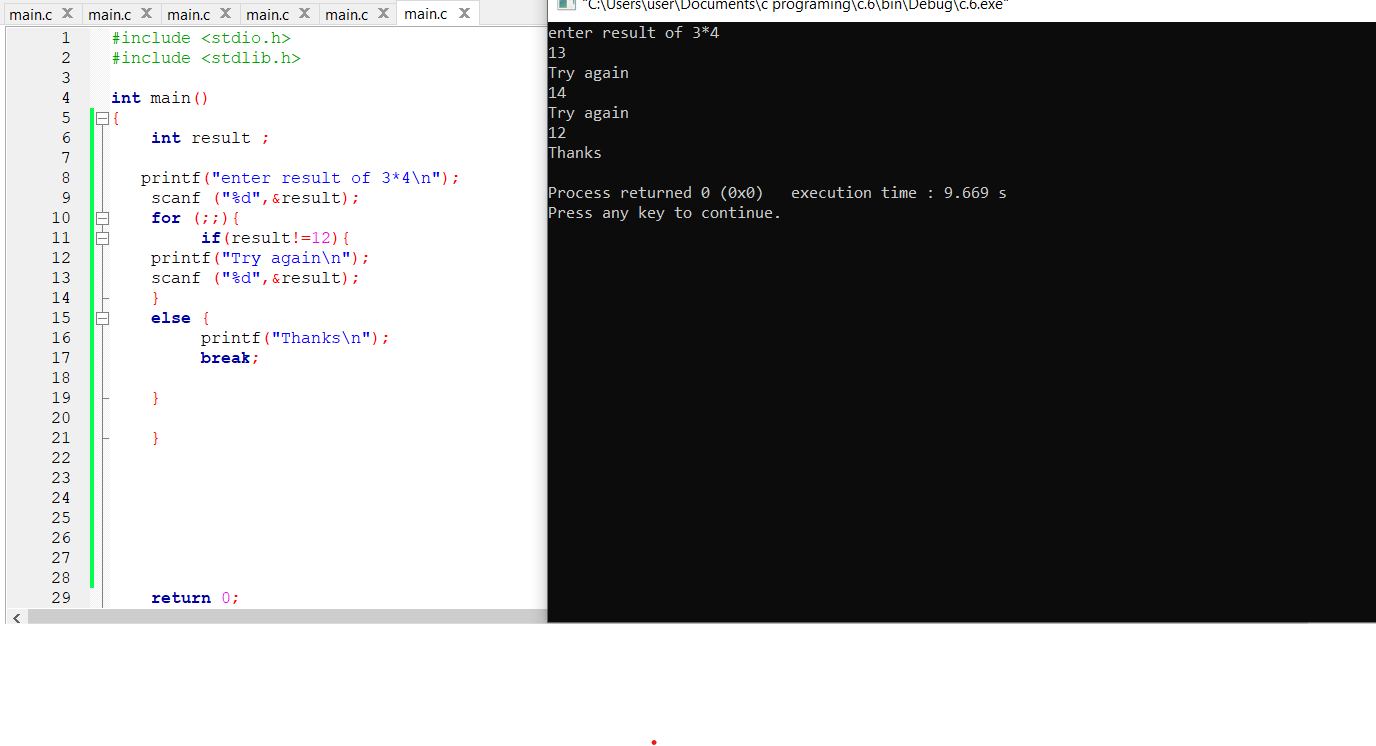 main.c X main.c X main.c X main.c X main.c X main.c X
1 #include <stdio.h>
2 #include <stdlib.h>
3
4 int main()
5 {
6 int result ;
7
8 printf("enter result of 3*4\n");
9 scanf ("%d",&result);
10 for (;;){
11 if(result!=12){
12 printf("Try again\n");
13 scanf ("%d",&result);
14 }
15 else {
16 printf("Thanks\n");
17 break;
18
19 }
20
21 }
22
23
24
25
26
27
28
29 return 0;
"C:\Users\user\Documents\c programing\c.6\bin\Debug\c.6.exe"
enter result of 3*4
13
Try again
14
Try again
12
Thanks
Process returned 0 (0x0) execution time : 9.669 s
Press any key to continue.